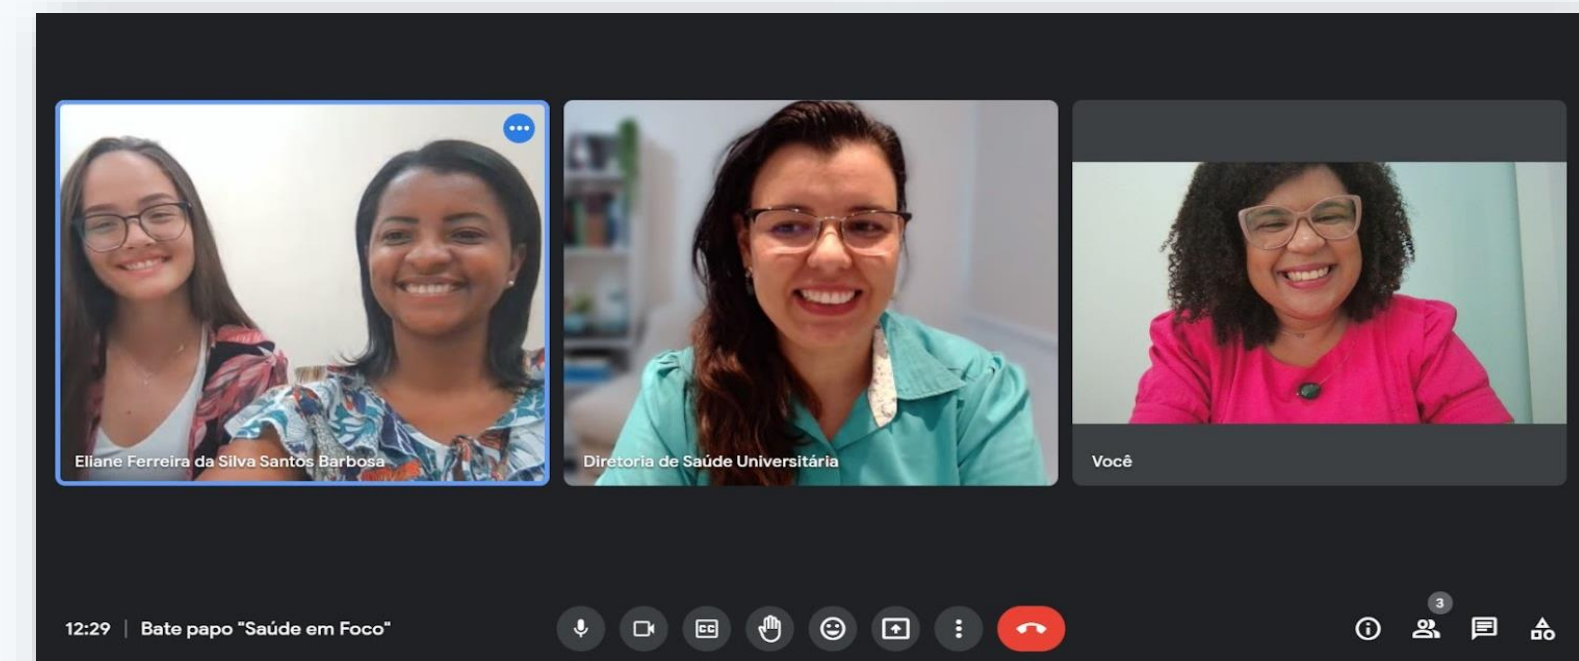 Eliane Ferreira da Silva Santos Barbosa
Diretoria de Saúde Universitária
Você
12:29 | Bate papo "Saúde em Foco"
CC
3